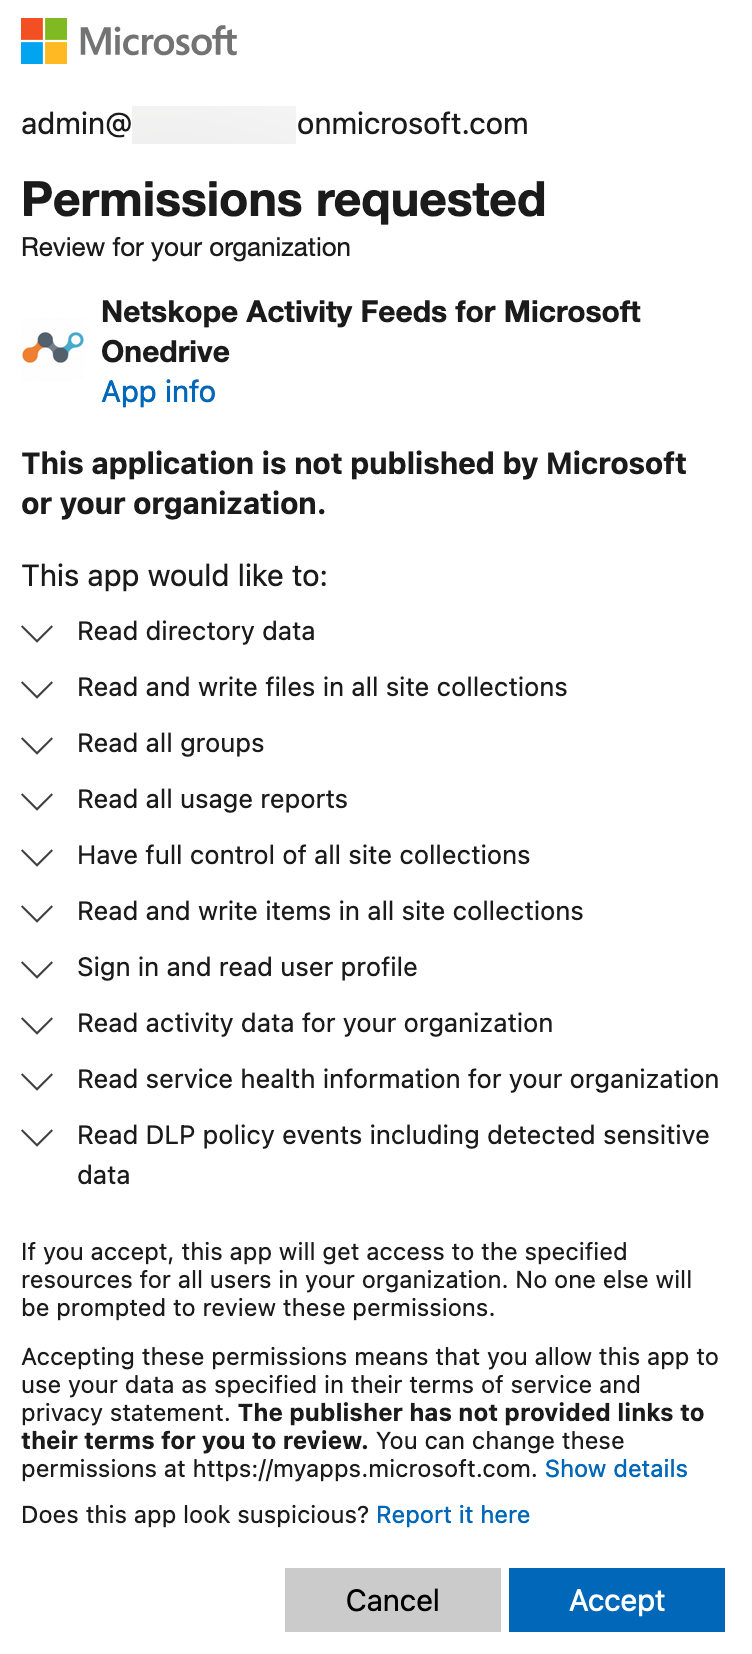 Microsoft
admin@ onmicrosoft.com
Permissions requested
Review for your organization
Netskope Activity Feeds for Microsoft
Onedrive
App info
This application is not published by Microsoft
or your organization.
This app would like to:
Read directory data
Read and write files in all site collections
Read all groups
Read all usage reports
Have full control of all site collections
Read and write items in all site collections
Sign in and read user profile
Read activity data for your organization
Read service health information for your organization
Read DLP policy events including detected sensitive
data
If you accept, this app will get access to the specified
resources for all users in your organization. No one else will
be prompted to review these permissions.
Accepting these permissions means that you allow this app to
use your data as specified in their terms of service and
privacy statement. The publisher has not provided links to
their terms for you to review. You can change these
permissions at https://myapps.microsoft.com. Show details
Does this app look suspicious? Report it here
Cancel Accept